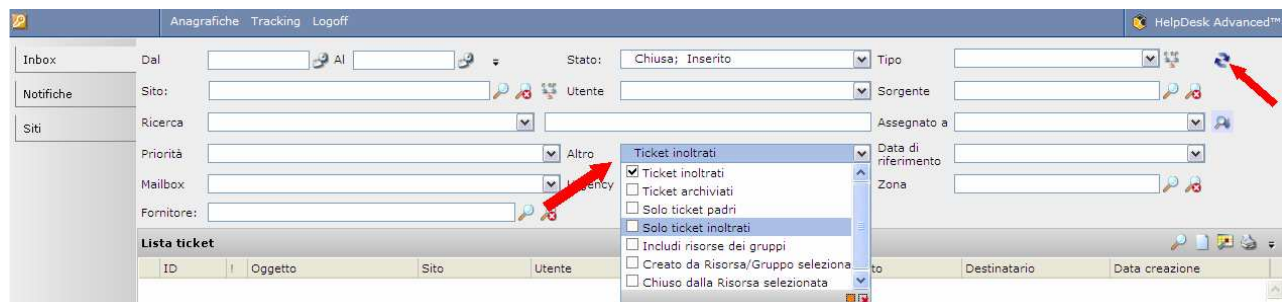 Anagrafiche Tracking Logoff HelpDesk Advanced™
Inbox
Notifiche
Siti
Dal Al Stato: Chiusa; Inserito Tipo
Sito: Utente Sorgente
Ricerca Assegnato a
Priorità Altro Ticket inoltrati Data di riferimento
Mailbox Zona
Fornitore:
Ticket inoltrati
Ticket archiviati
Solo ticket padri
Solo ticket inoltrati
Includi risorse dei gruppi
Creato da Risorsa/Gruppo seleziona
Chiuso dalla Risorsa selezionata
Lista ticket
ID ! Oggetto Sito Utente Destinatario Data creazione